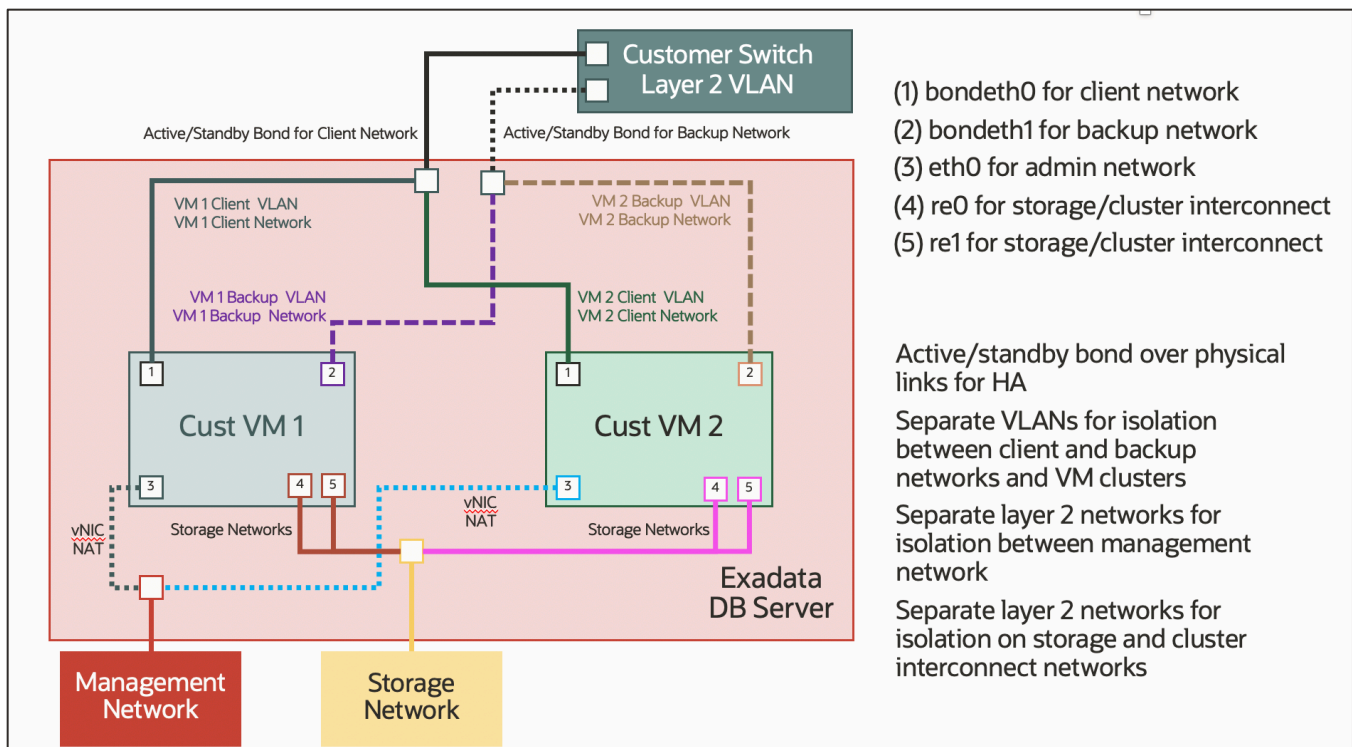 Customer Switch
Layer 2 VLAN
Active/Standby Bond for Client Network
Active/Standby Bond for Backup Network
VM 1 Client VLAN
VM 1 Client Network
VM 2 Backup VLAN
VM 2 Backup Network
VM 1 Backup VLAN
VM 1 Backup Network
VM 2 Client VLAN
VM 2 Client Network
1
2
Cust VM 1
3
4
5
1
2
Cust VM 2
3
4
5
vNIC
NAT
Storage Networks
vNIC
NAT
Storage Networks
Exadata
DB Server
Management
Network
Storage
Network
(1) bondeth0 for client network
(2) bondeth1 for backup network
(3) eth0 for admin network
(4) re0 for storage/cluster interconnect
(5) re1 for storage/cluster interconnect
Active/standby bond over physical
links for HA
Separate VLANs for isolation
between client and backup
networks and VM clusters
Separate layer 2 networks for
isolation between management
network
Separate layer 2 networks for
isolation on storage and cluster
interconnect networks